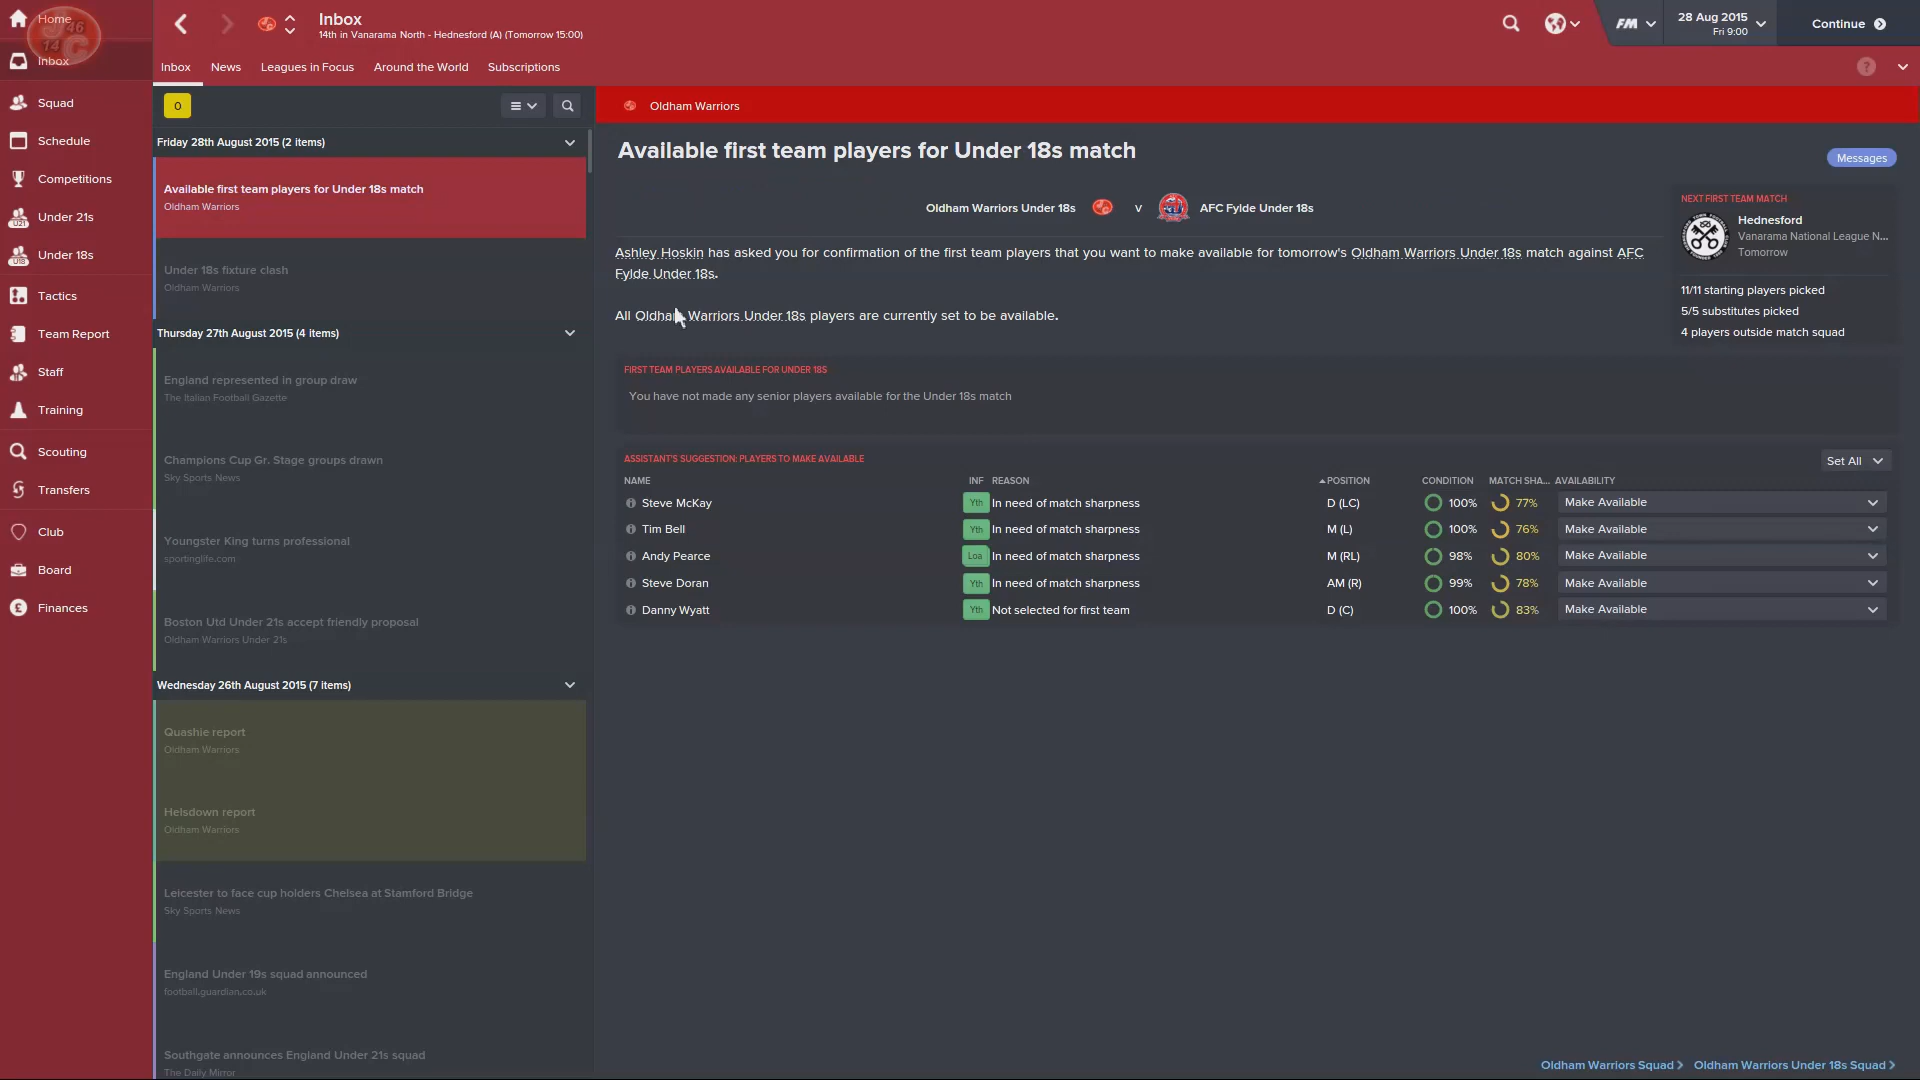 Home
Inbox
Squad
Schedule
Competitions
Under 21s
Under 18s
Tactics
Team Report
Staff
Training
Scouting
Transfers
Club
Board
Finances
Inbox
14th in Vanarama North - Hednesford (A) (Tomorrow 15:00)
FM
28 Aug 2015
Fri 9:00
Continue
Inbox
News
Leagues in Focus
Around the World
Subscriptions
0
Friday 28th August 2015 (2 items)
Available first team players for Under 18s match
Oldham Warriors
Under 18s fixture clash
Oldham Warriors
Thursday 27th August 2015 (4 items)
England represented in group draw
The Italian Football Gazette
Champions Cup Gr. Stage groups drawn
Sky Sports News
Youngster King turns professional
sportinglife.com
Boston Utd Under 21s accept friendly proposal
Oldham Warriors Under 21s
Wednesday 26th August 2015 (7 items)
Quashie report
Oldham Warriors
Helsdown report
Oldham Warriors
Leicester to face cup holders Chelsea at Stamford Bridge
Sky Sports News
England Under 19s squad announced
football.guardian.co.uk
Southgate announces England Under 21s squad
The Daily Mirror
Oldham Warriors
Available first team players for Under 18s match
Messages
Oldham Warriors Under 18s v AFC Fylde Under 18s
Ashley Hoskin has asked you for confirmation of the first team players that you want to make available for tomorrow's Oldham Warriors Under 18s match against AFC
Fylde Under 18s.
All Oldham Warriors Under 18s players are currently set to be available.
NEXT FIRST TEAM MATCH
Hednesford
Vanarama National League N...
Tomorrow
11/11 starting players picked
5/5 substitutes picked
4 players outside match squad
FIRST TEAM PLAYERS AVAILABLE FOR UNDER 18S
You have not made any senior players available for the Under 18s match
ASSISTANT'S SUGGESTION: PLAYERS TO MAKE AVAILABLE
Set All
NAME INF REASON POSITION CONDITION MATCH SHA... AVAILABILITY
Steve McKay Yth In need of match sharpness D (LC) 100% 77% Make Available
Tim Bell Yth In need of match sharpness M (L) 100% 76% Make Available
Andy Pearce Loa In need of match sharpness M (RL) 98% 80% Make Available
Steve Doran Yth In need of match sharpness AM (R) 99% 78% Make Available
Danny Wyatt Yth Not selected for first team D (C) 100% 83% Make Available
Oldham Warriors Squad Oldham Warriors Under 18s Squad